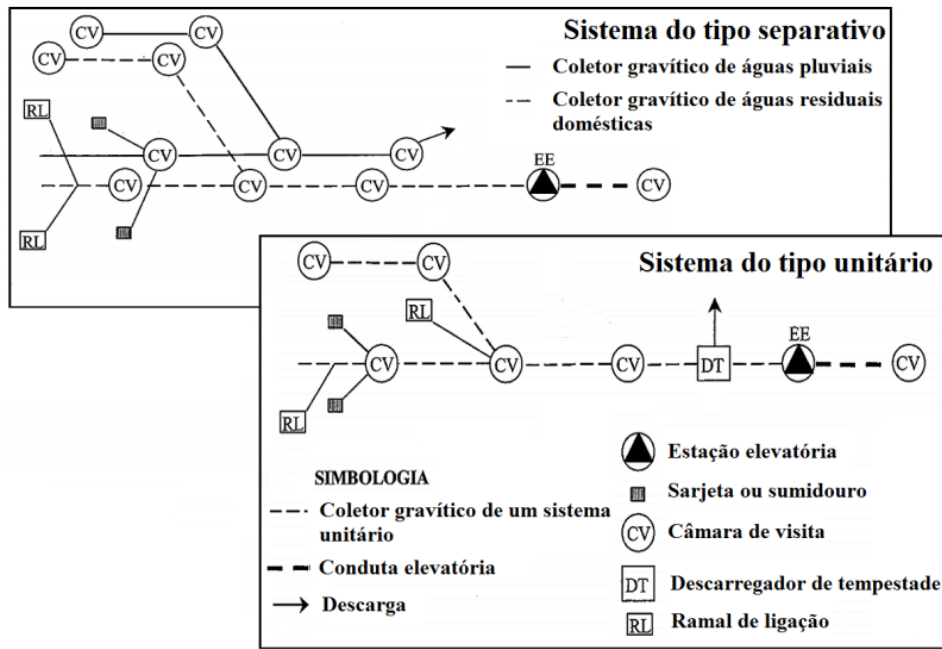 Sistema do tipo separativo
Coletor gravítico de águas pluviais
Coletor gravítico de águas residuais
domésticas
CV
CV
CV
CV
RL
CV
CV
CV
EE
CV
CV
CV
CV
RL
Sistema do tipo unitário
CV
CV
RL
EE
CV
CV
CV
DT
CV
RL
SIMBOLOGIA
Coletor gravítico de um sistema
unitário
Conduta elevatória
Descarga
Estação elevatória
Sarjeta ou sumidouro
CV Câmara de visita
DT Descarregador de tempestade
RL Ramal de ligação